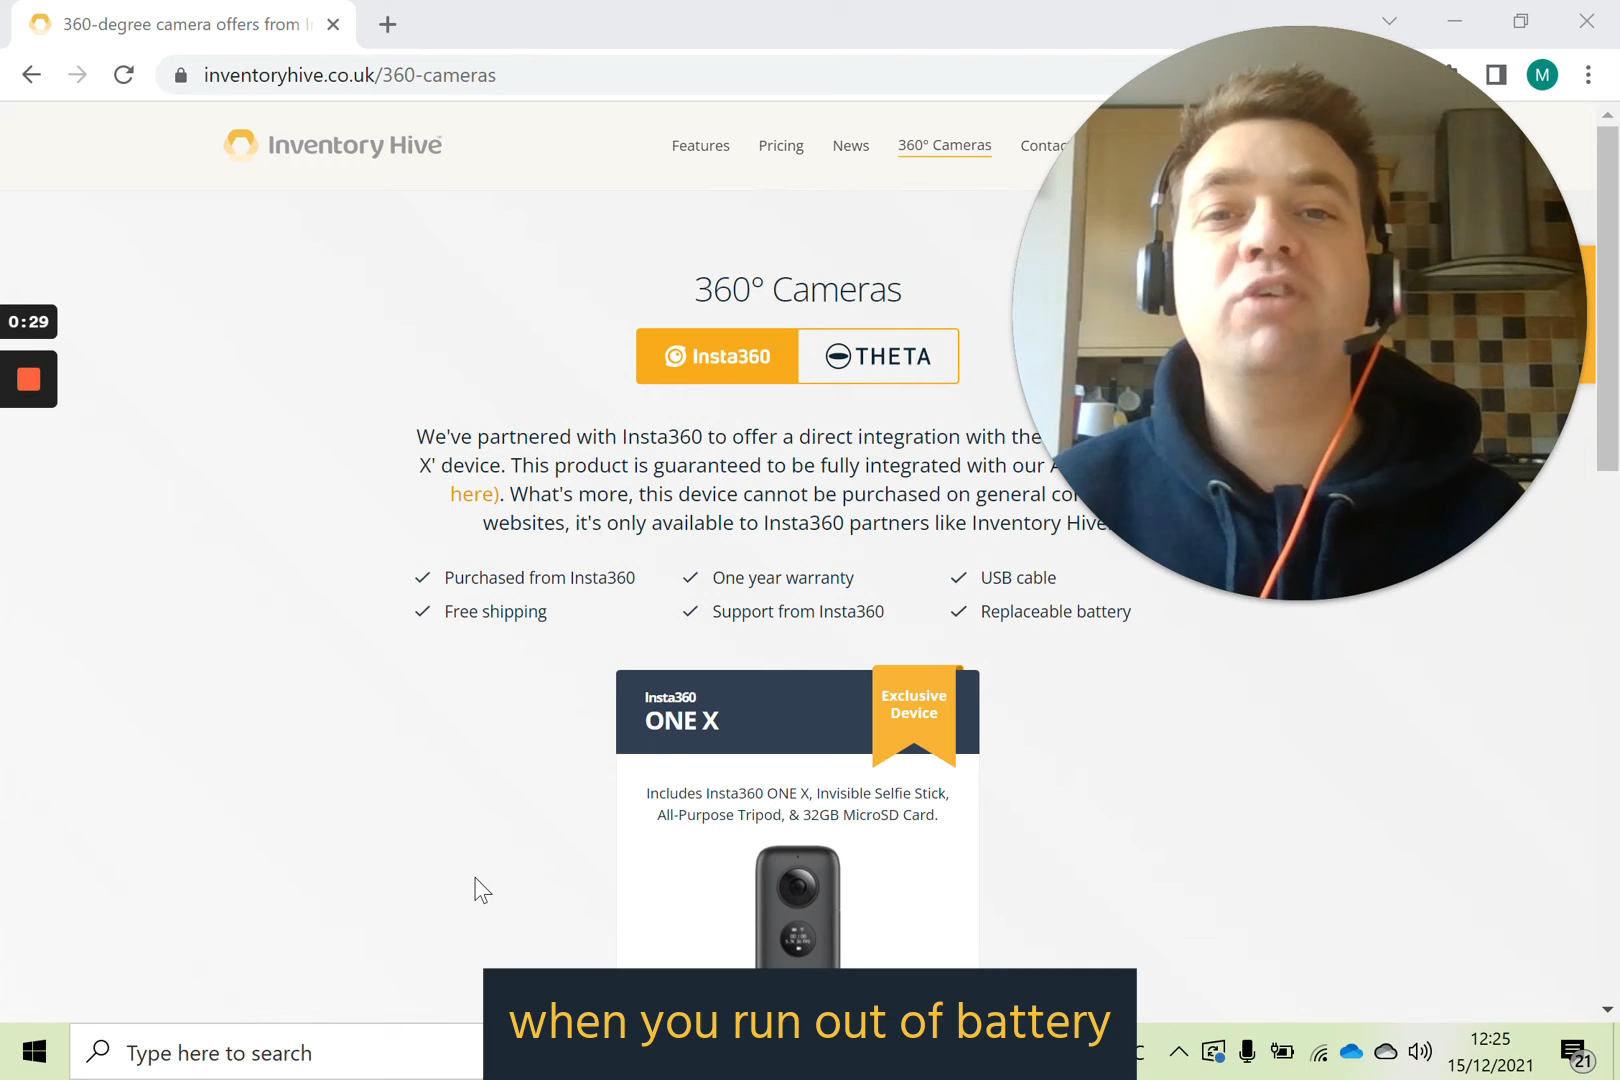 360-degree camera offers from
inventoryhive.co.uk/360-cameras
M
Inventory Hive
Features
Pricing
News
360° Cameras
Contac
360° Cameras
Insta360
THETA
0:29
We've partnered with Insta360 to offer a direct integration with the
X' device. This product is guaranteed to be fully integrated with our A
here). What's more, this device cannot be purchased on general con
websites, it's only available to Insta360 partners like Inventory Hive.
Purchased from Insta360
One year warranty
USB cable
Free shipping
Support from Insta360
Replaceable battery
Insta360
ONE X
Exclusive
Device
Includes Insta360 ONE X, Invisible Selfie Stick,
All-Purpose Tripod, & 32GB MicroSD Card.
when you run out of battery
Type here to search
C
12:25
15/12/2021
21